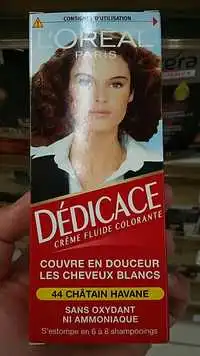 CONSIGNES D'UTILISATION
L'ORÉAL
PARIS
DÉDICACE
CRÈME FLUIDE COLORANTE
COUVRE EN DOUCEUR
LES CHEVEUX BLANCS
44 CHÂTAIN HAVANE
SANS OXYDANT
NI AMMONIAQUE
S'estompe en 6 à 8 shampooings